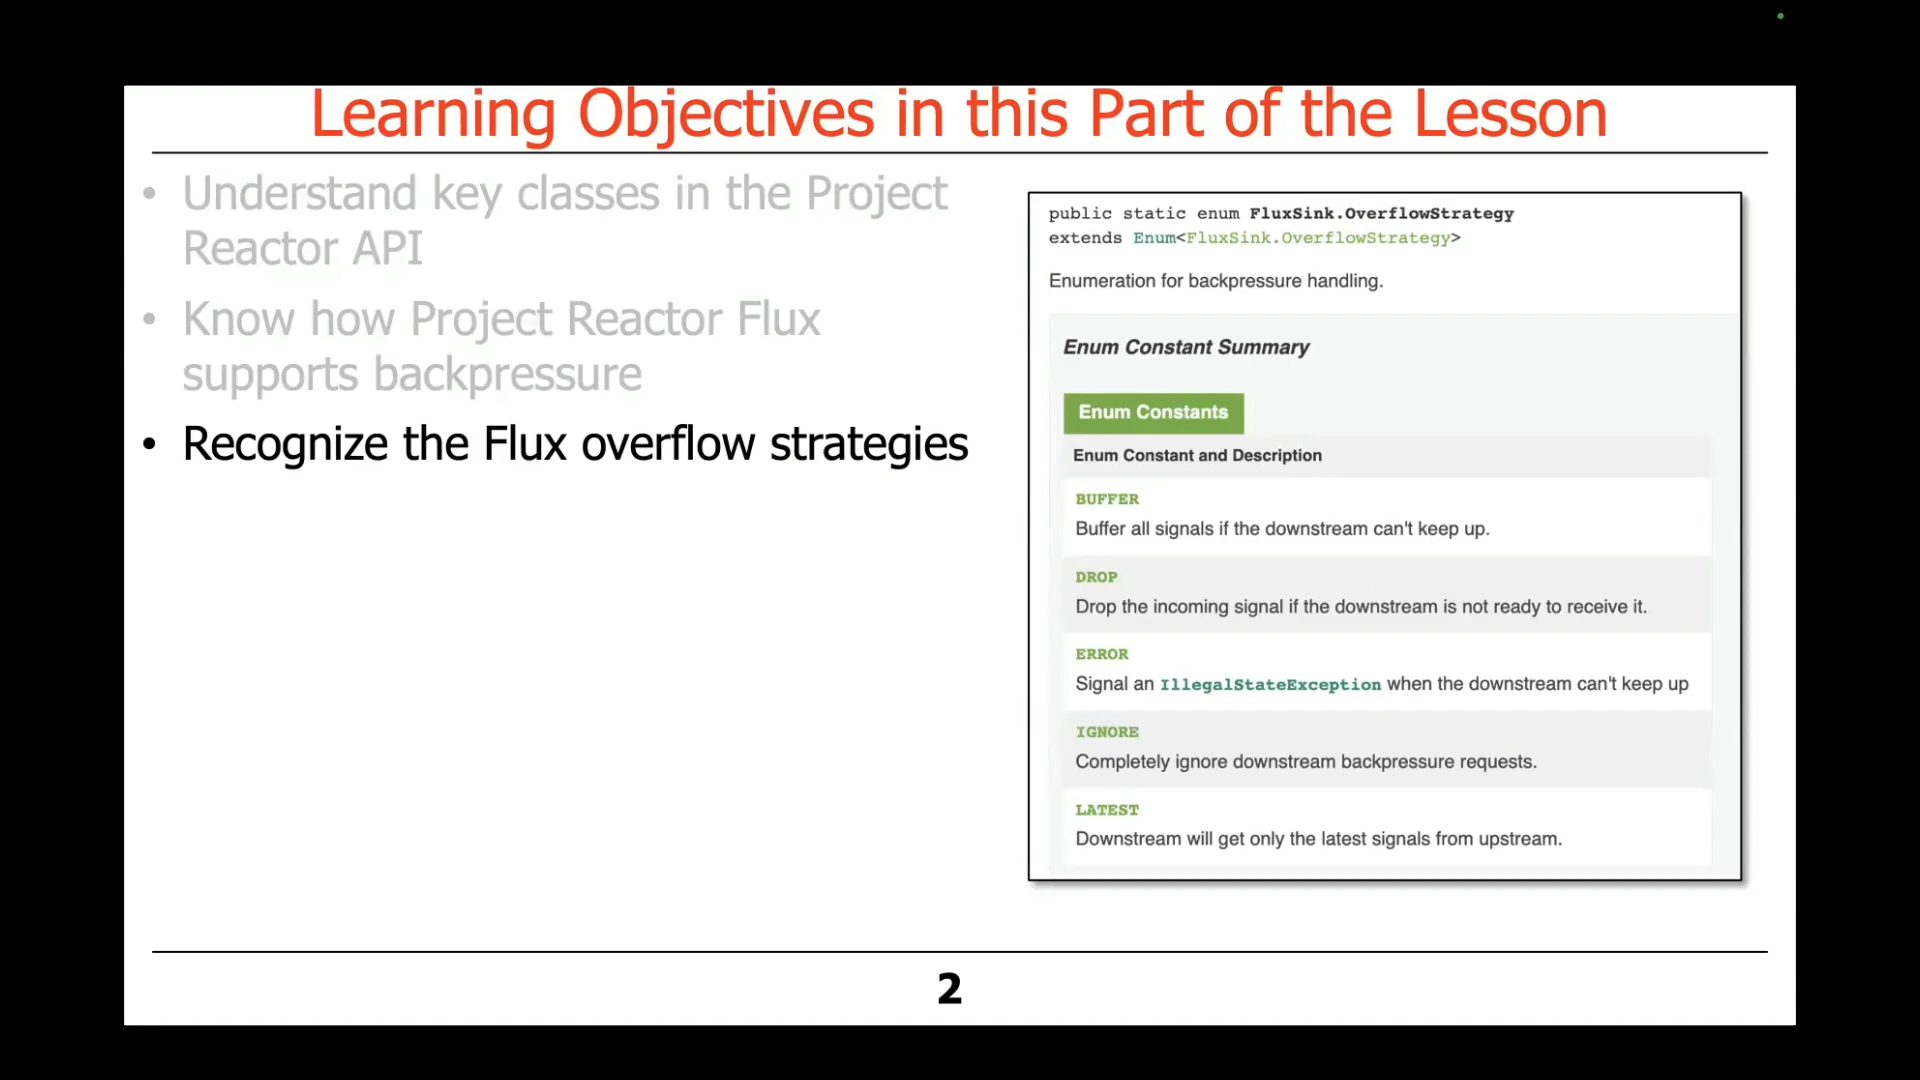 Learning Objectives in this Part of the Lesson
• Understand key classes in the Project
Reactor API
• Know how Project Reactor Flux
supports backpressure
• Recognize the Flux overflow strategies
public static enum FluxSink.OverflowStrategy
extends Enum<FluxSink.OverflowStrategy>
Enumeration for backpressure handling.
Enum Constant Summary
Enum Constants
Enum Constant and Description
BUFFER
Buffer all signals if the downstream can't keep up.
DROP
Drop the incoming signal if the downstream is not ready to receive it.
ERROR
Signal an IllegalStateException when the downstream can't keep up
IGNORE
Completely ignore downstream backpressure requests.
LATEST
Downstream will get only the latest signals from upstream.
2